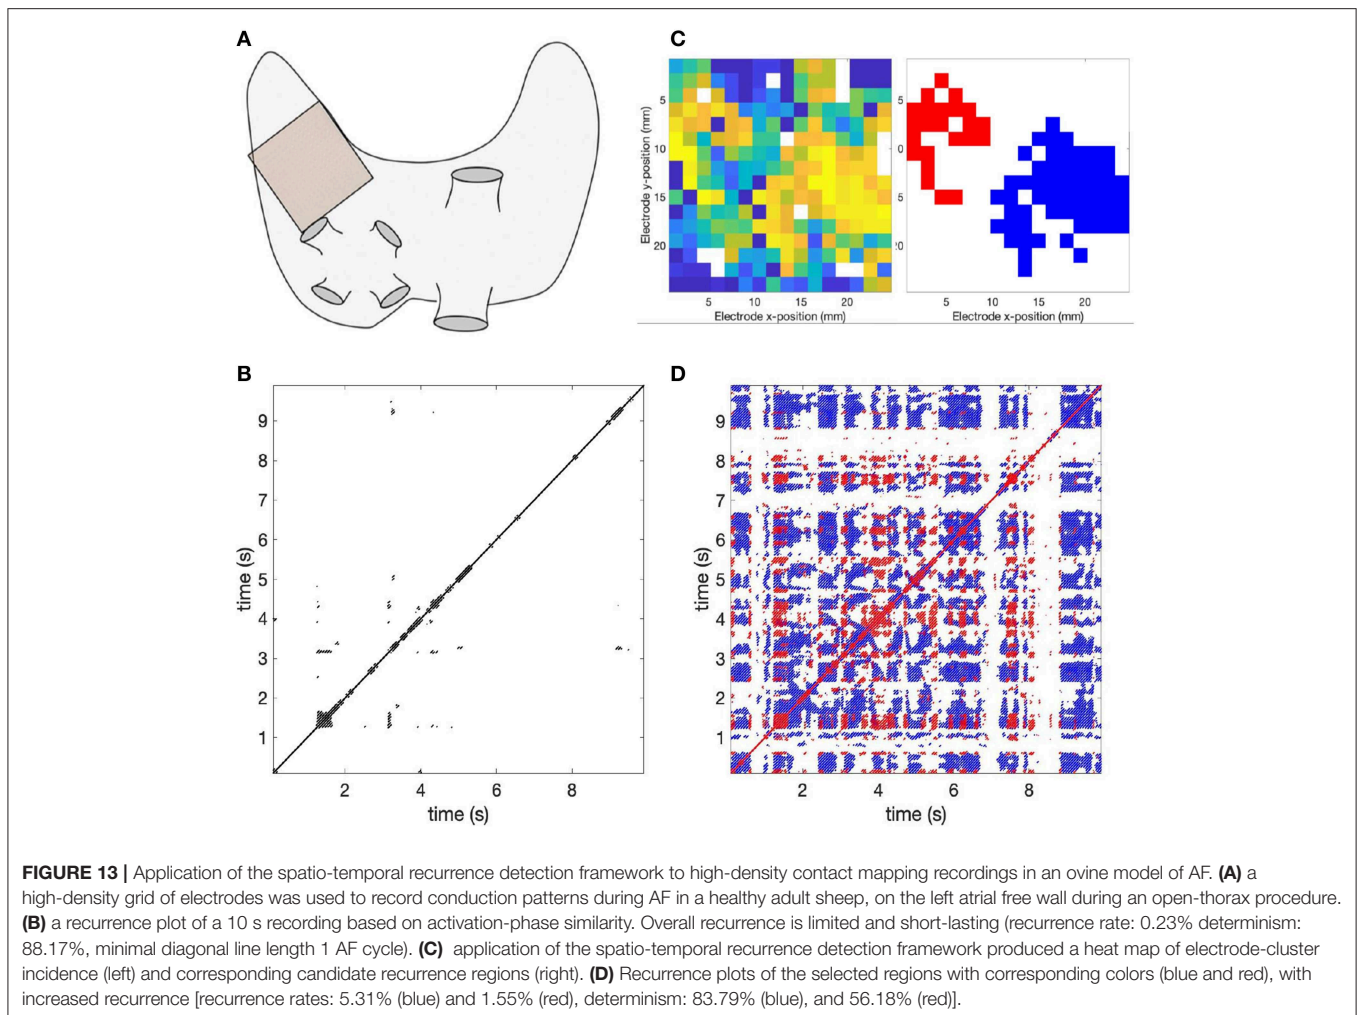 A
C
5
10
15
20
Electrode y-position (mm)
5
10
15
20
Electrode x-position (mm)
5
0
5
20
5
10
15
20
Electrode x-position (mm)
B
9
8
7
6
5
4
3
2
1
time (s)
2
4
6
8
time (s)
D
9
8
7
6
5
4
3
2
1
time (s)
2
4
6
8
time (s)
FIGURE 13 | Application of the spatio-temporal recurrence detection framework to high-density contact mapping recordings in an ovine model of AF. (A) a
high-density grid of electrodes was used to record conduction patterns during AF in a healthy adult sheep, on the left atrial free wall during an open-thorax procedure.
(B) a recurrence plot of a 10 s recording based on activation-phase similarity. Overall recurrence is limited and short-lasting (recurrence rate: 0.23% determinism:
88.17%, minimal diagonal line length 1 AF cycle). (C) application of the spatio-temporal recurrence detection framework produced a heat map of electrode-cluster
incidence (left) and corresponding candidate recurrence regions (right). (D) Recurrence plots of the selected regions with corresponding colors (blue and red), with
increased recurrence [recurrence rates: 5.31% (blue) and 1.55% (red), determinism: 83.79% (blue), and 56.18% (red)].